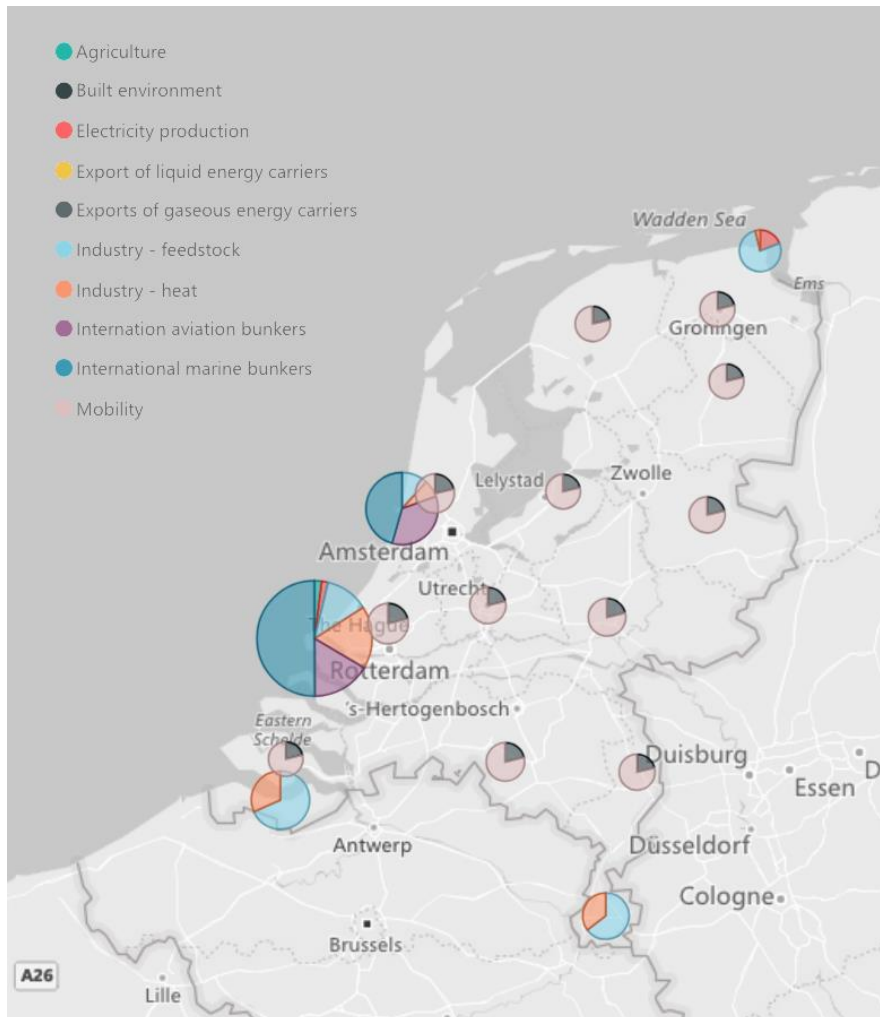 Agriculture
Built environment
Electricity production
Export of liquid energy carriers
Exports of gaseous energy carriers
Industry - feedstock
Industry - heat
Internation aviation bunkers
International marine bunkers
Mobility
Wadden Sea
Ems
Groningen
Lelystad
Zwolle
Amsterdam
Utrecht
The Hague
Rotterdam
's-Hertogenbosch
Eastern
Schelde
Duisburg
Essen
D
Antwerp
Düsseldorf
Cologne
Brussels
A26
Lille